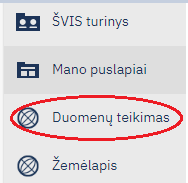 ŠVIS turinys
Mano puslapiai
Duomenų teikimas
Žemėlapis